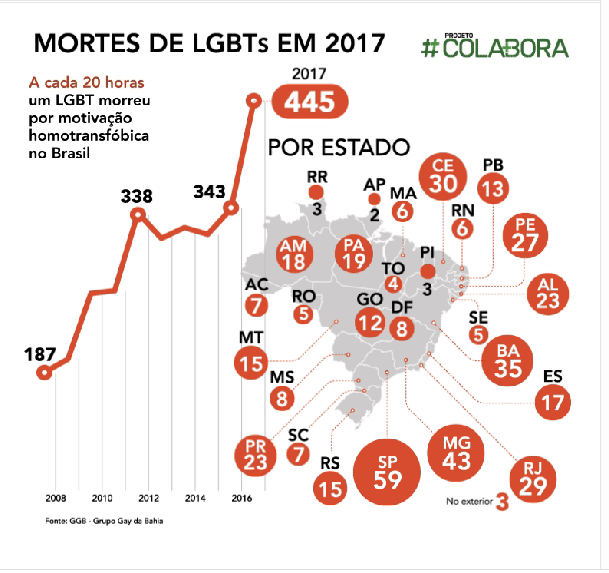 MORTES DE LGBTs EM 2017
PROJETO
#COLABORA
A cada 20 horas
um LGBT morreu
por motivação
homotransfóbica
no Brasil
2017
445
338
343
187
2008
2010
2012
2014
2016
POR ESTADO
RR
3
AP
2
MA
6
CE
30
PB
13
RN
6
PE
27
AM
18
PA
19
TO
4
PI
3
AL
23
AC
7
RO
5
GO
12
DF
8
SE
5
MT
15
BA
35
MS
8
ES
17
PR
23
SC
7
RS
15
SP
59
MG
43
RJ
29
No exterior 3
Fonte: GGB - Grupo Gay da Bahia